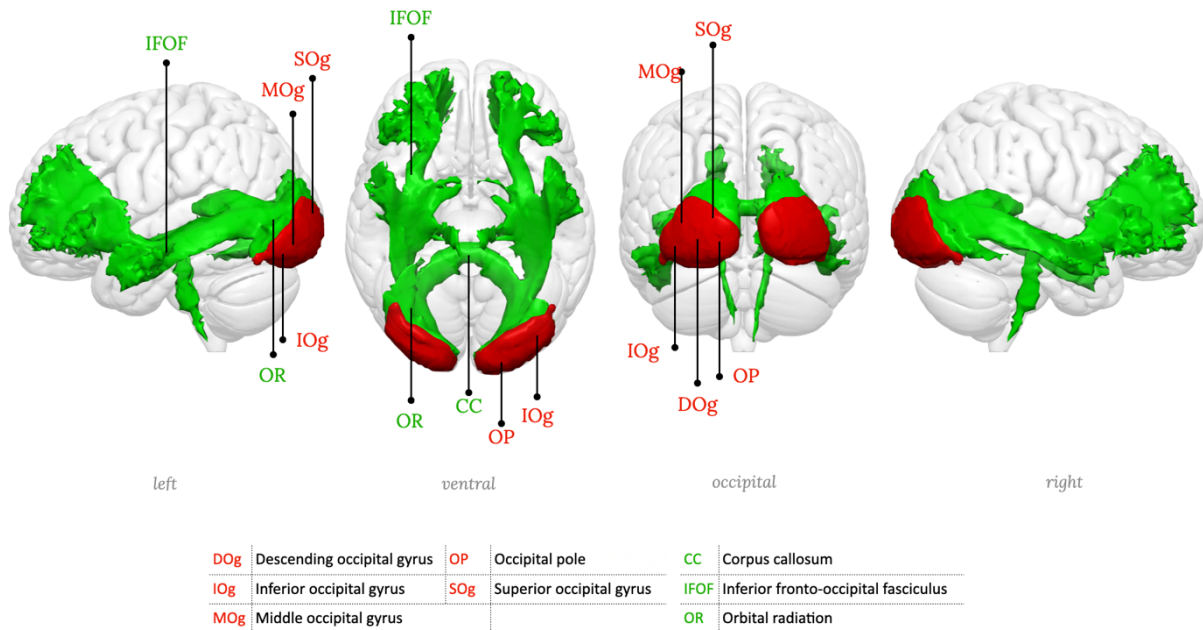 IFOF
SOg
MOg
IOg
OR
left
IFOF
OR
CC
OP
IOg
ventral
SOg
MOg
IOg
DOg
OP
occipital
right
DOg Descending occipital gyrus OP Occipital pole CC Corpus callosum
IOg Inferior occipital gyrus SOg Superior occipital gyrus IFOF Inferior fronto-occipital fasciculus
MOg Middle occipital gyrus OR Orbital radiation